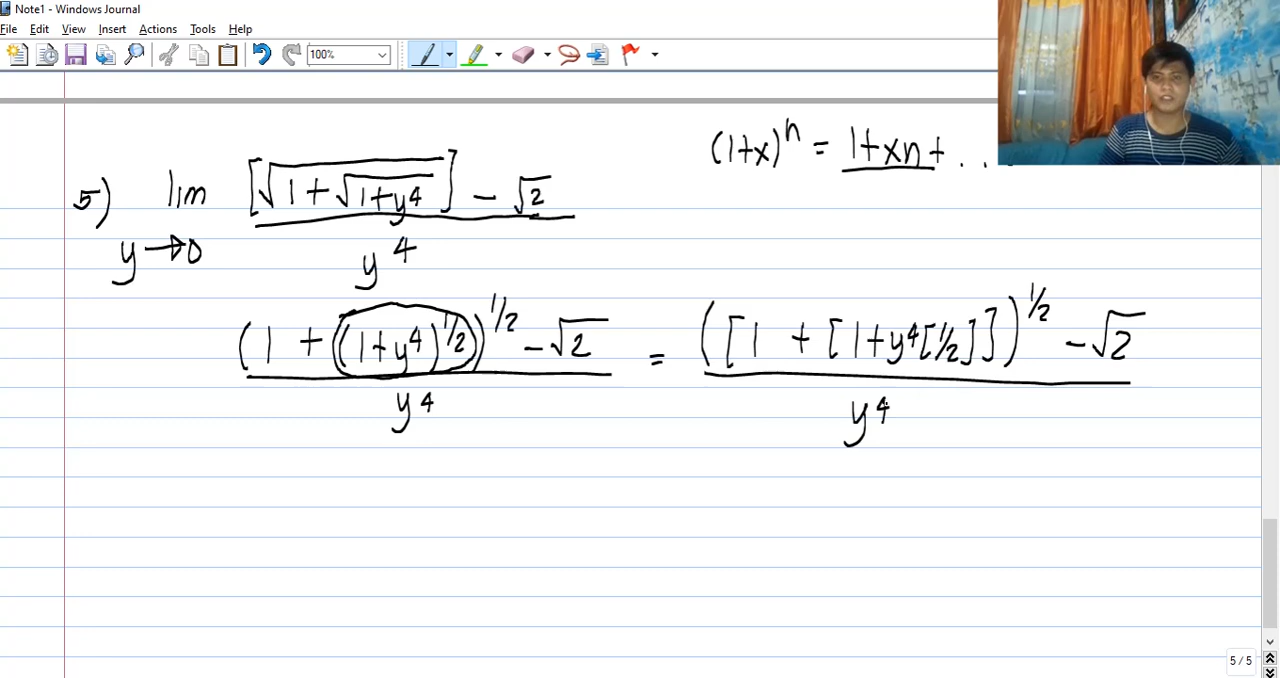 Note1 - Windows Journal
File Edit View Insert Actions Tools Help
100%
(1+x)^n = 1+xn+ . . .
5) lim [√1+√1+y^4] - √2
y→0 y^4
(1 + (1+y^4)^1/2)^1/2 - √2 = ([1 + [1+y^4[1/2]])^1/2 - √2
y^4 y^4
5 / 5